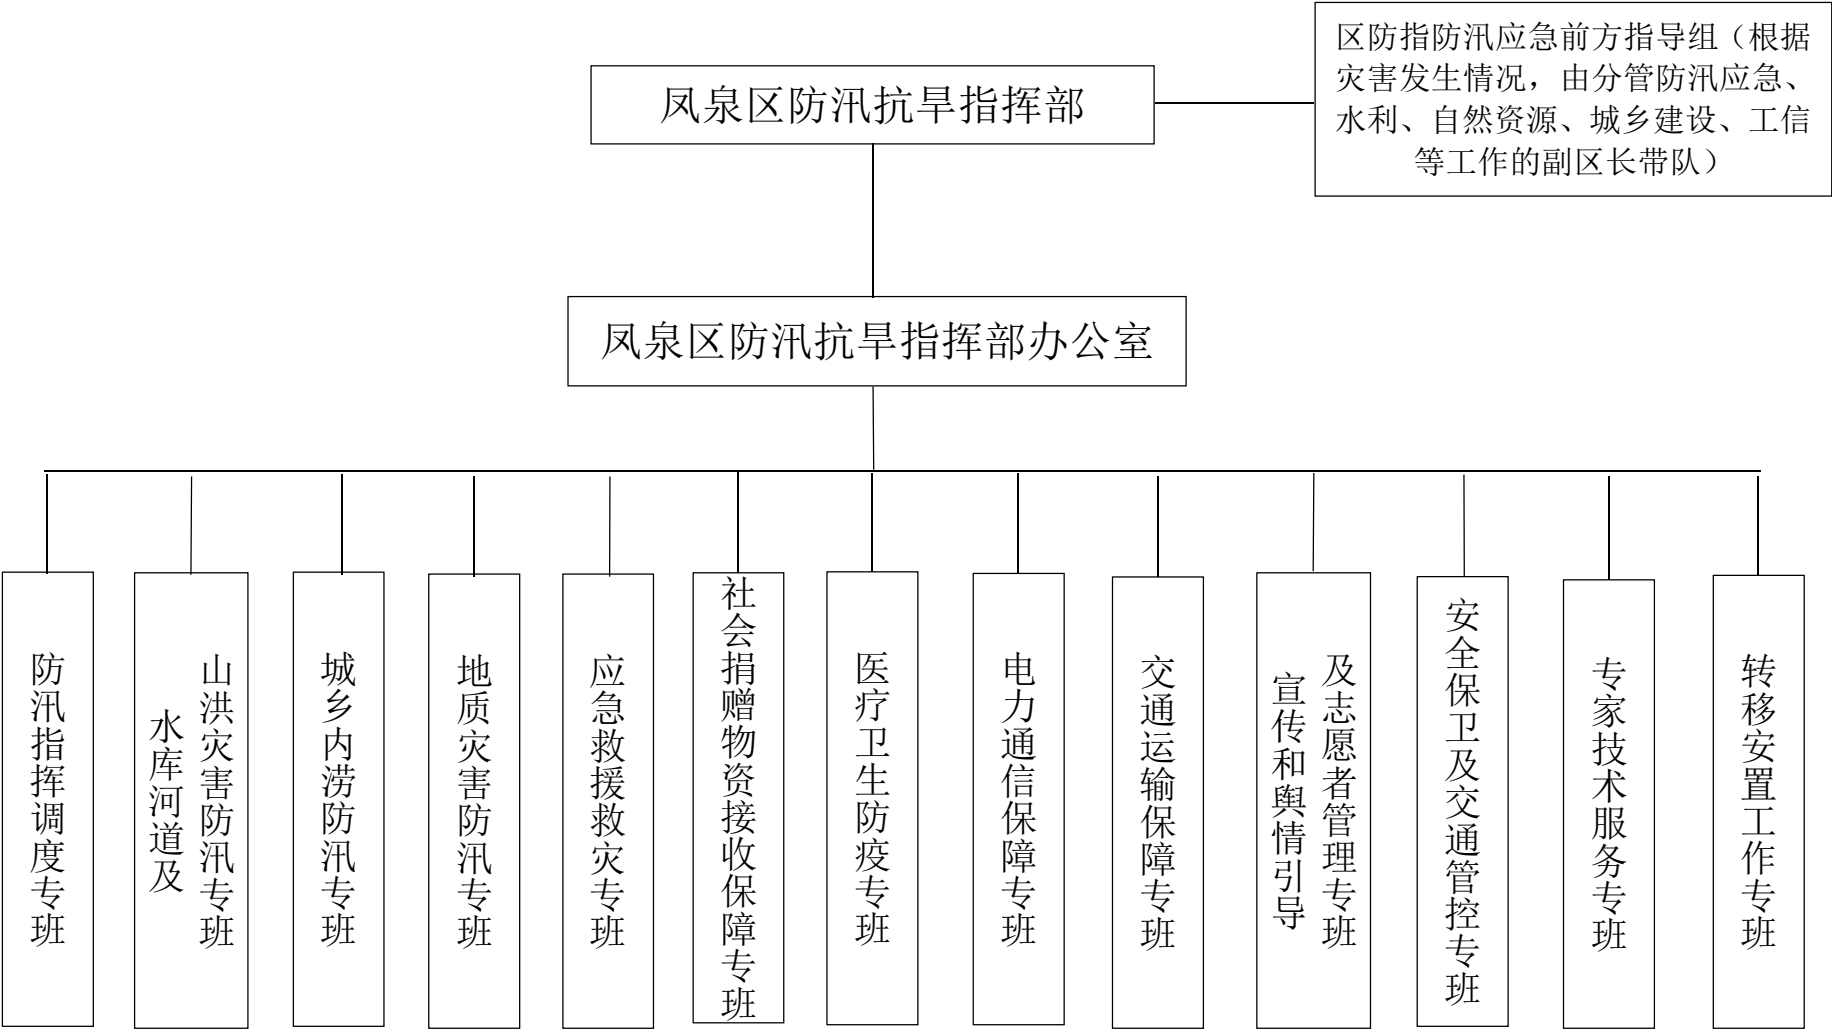 凤泉区防汛抗旱指挥部
区防指防汛应急前方指导组（根据
灾害发生情况，由分管防汛应急、
水利、自然资源、城乡建设、工信
等工作的副区长带队）
凤泉区防汛抗旱指挥部办公室
防汛指挥调度专班
水库河道及
山洪灾害防汛专班
城乡内涝防汛专班
地质灾害防汛专班
应急救援救灾专班
社会捐赠物资接收保障专班
医疗卫生防疫专班
电力通信保障专班
交通运输保障专班
宣传和舆情引导
及志愿者管理专班
安全保卫及交通管控专班
专家技术服务专班
转移安置工作专班